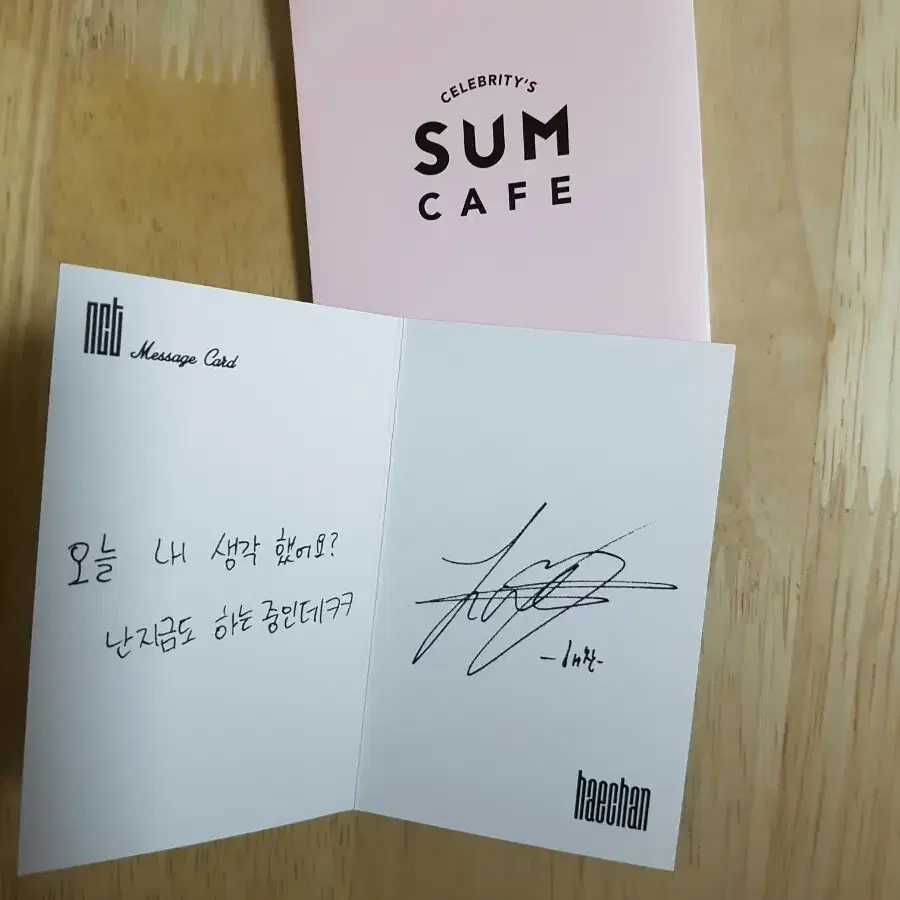 CELEBRITY'S
SUM
CAFE
nct Message Card
오늘 내 생각 했어요?
난 지금도 하는 중인데ㅋㅋ
-해찬-
haechan